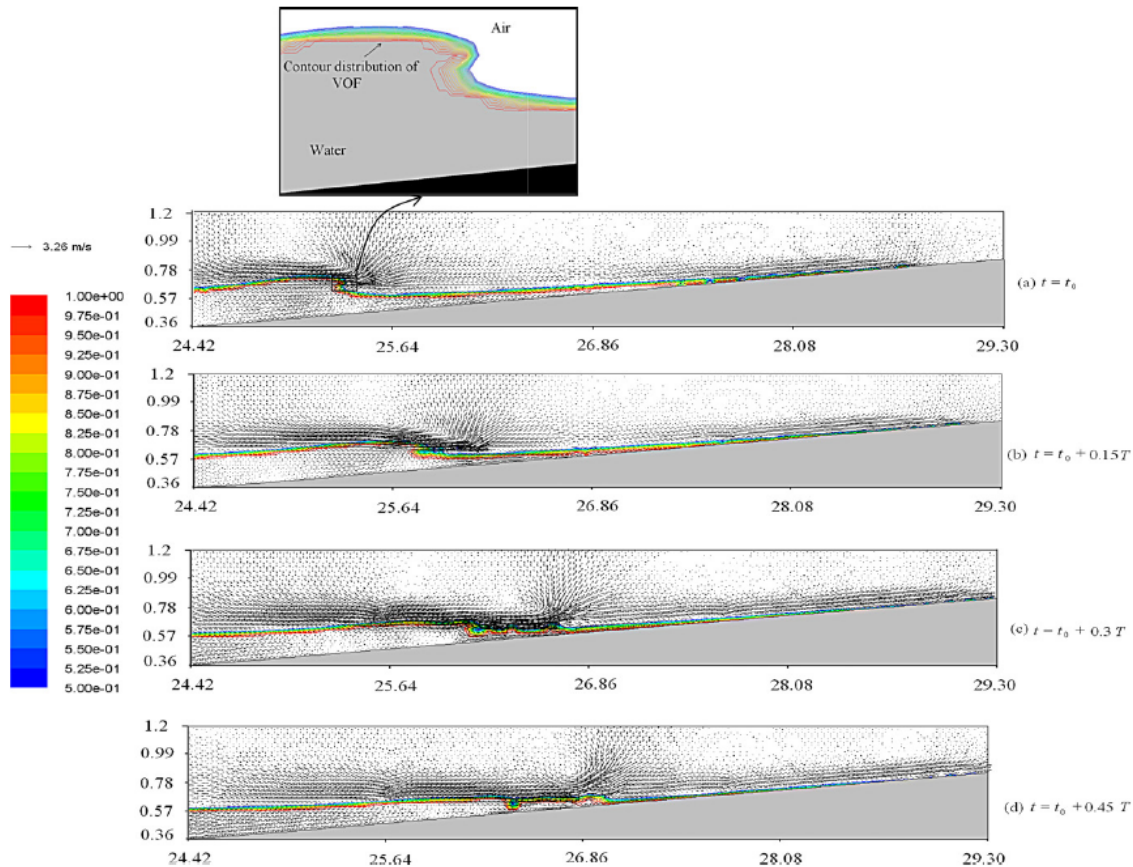 Air
Contour distribution of
VOF
Water
3.26 m/s
1.00e+00
9.75e-01
9.50e-01
9.25e-01
9.00e-01
8.75e-01
8.50e-01
8.25e-01
8.00e-01
7.75e-01
7.50e-01
7.25e-01
7.00e-01
6.75e-01
6.50e-01
6.25e-01
6.00e-01
5.75e-01
5.50e-01
5.25e-01
5.00e-01
1.2
0.99
0.78
0.57
0.36
24.42 25.64 26.86 28.08 29.30
(a) t = t₀
1.2
0.99
0.78
0.57
0.36
24.42 25.64 26.86 28.08 29.30
(b) t = t₀ + 0.15T
1.2
0.99
0.78
0.57
0.36
24.42 25.64 26.86 28.08 29.30
(c) t = t₀ + 0.3 T
1.2
0.99
0.78
0.57
0.36
24.42 25.64 26.86 28.08 29.30
(d) t = t₀ + 0.45 T